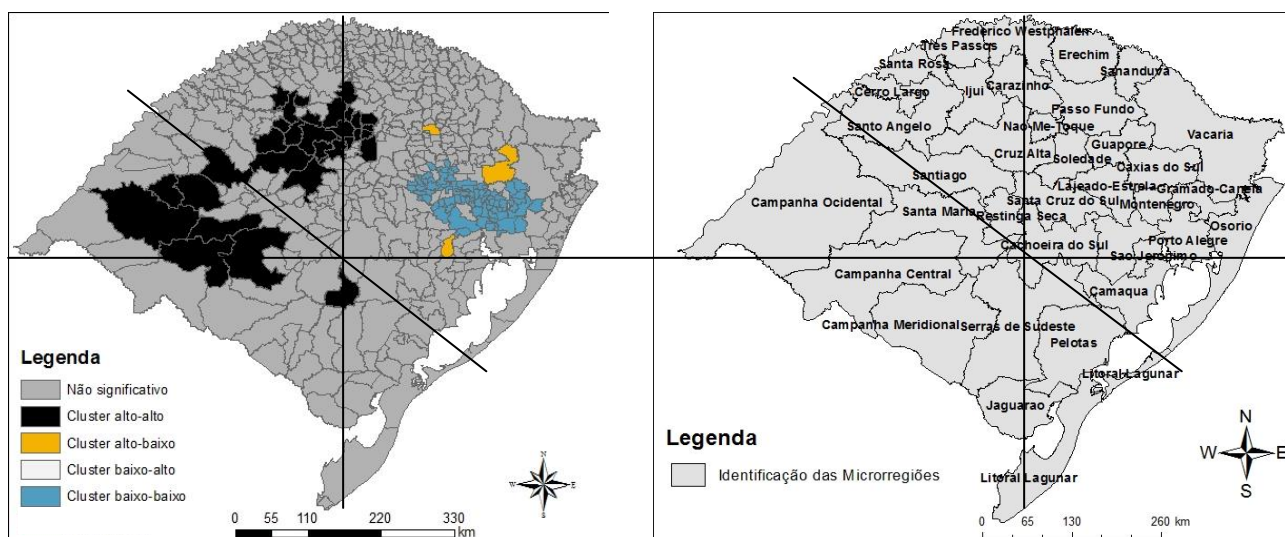 Legenda
Não significativo
Cluster alto-alto
Cluster alto-baixo
Cluster baixo-alto
Cluster baixo-baixo
N
W
E
S
0 55 110 220 330
km
Frederico Westphalen
Tres Passos
Erechim
Santa Rosa
Sananduva
Cerro Largo
Ijui
Carazinho
Passo Fundo
Santo Angelo
Nao-Me-Toque
Vacaria
Guapore
Cruz Alta
Soledade
Caxias do Sul
Santiago
Lajeado-Estrela
Gramado-Canela
Campanha Ocidental
Santa Cruz do Sul
Montenegro
Santa Maria
Restinga Seca
Osorio
Cachoeira do Sul
Porto Alegre
Sao Jeronimo
Campanha Central
Camaqua
Campanha Meridional
Serras de Sudeste
Pelotas
Litoral Lagunar
Jaguarao
Litoral Lagunar
Legenda
Identificação das Microrregiões
N
W
E
S
0 65 130 260 km